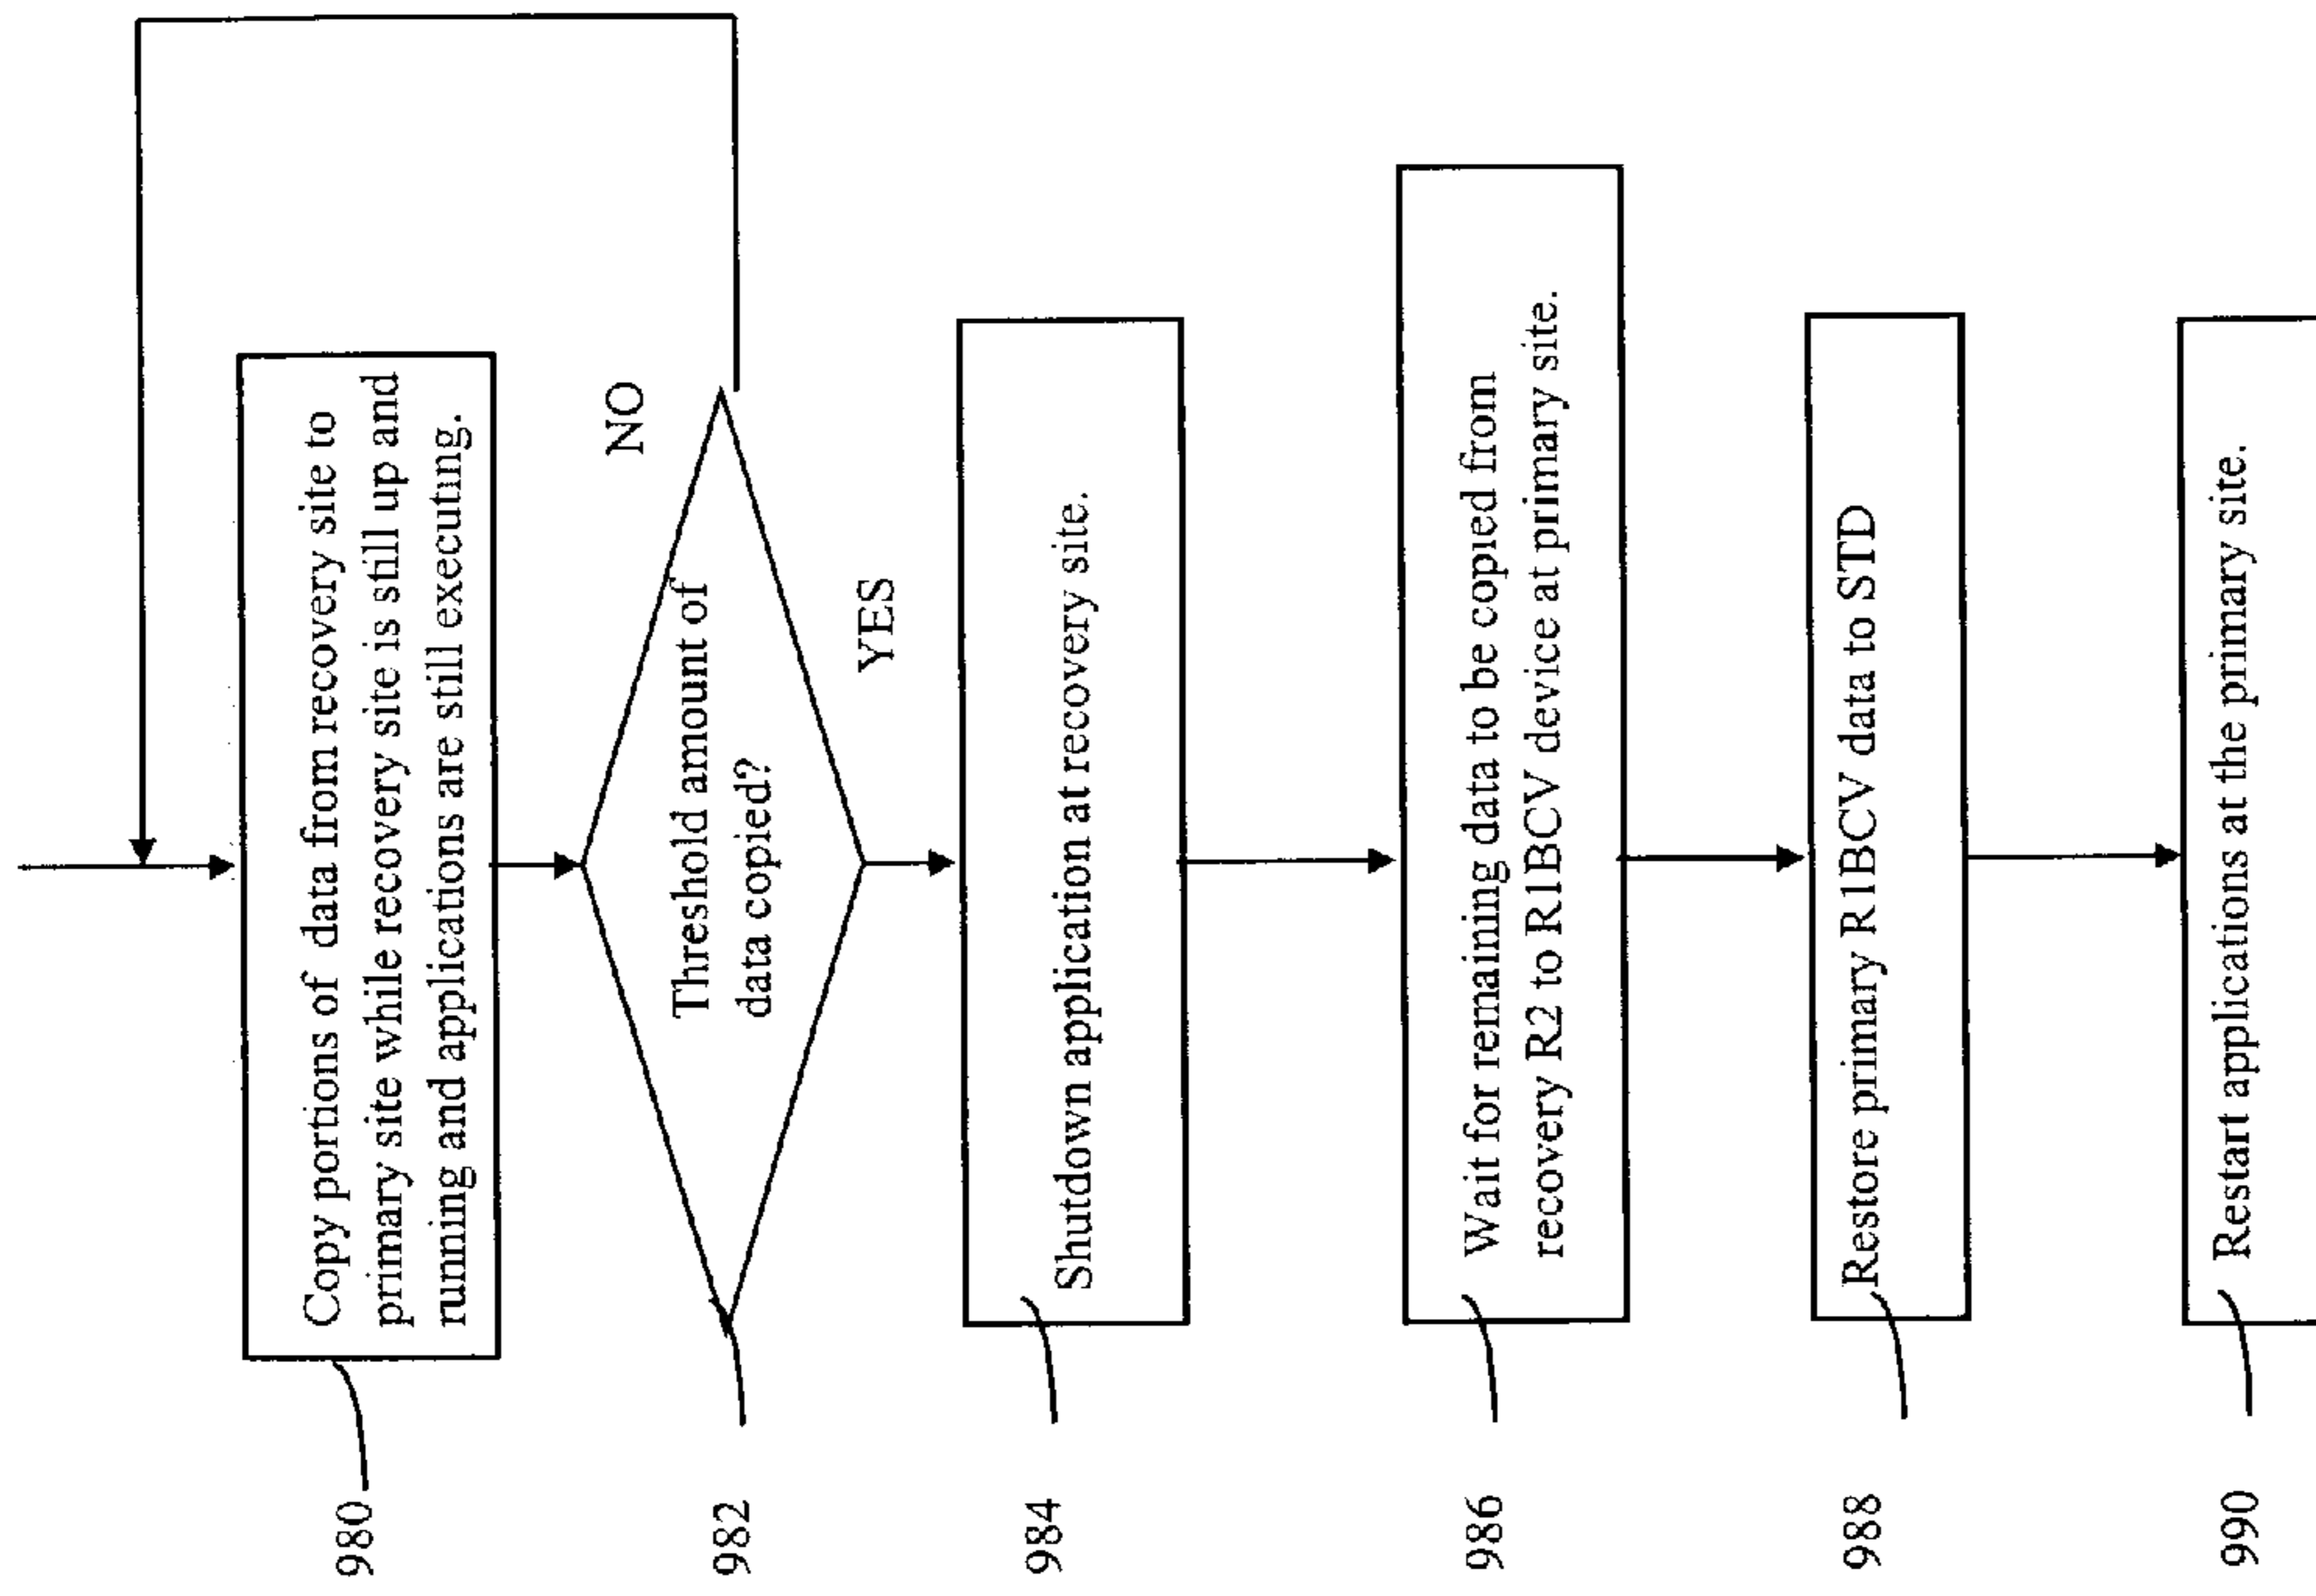 980
Copy portions of data from recovery site to
primary site while recovery site is still up and
running and applications are still executing.
982
Threshold amount of
data copied?
NO
YES
984
Shutdown application at recovery site.
986
Wait for remaining data to be copied from
recovery R2 to R1BCV device at primary site.
988
Restore primary R1BCV data to STD
990
Restart applications at the primary site.